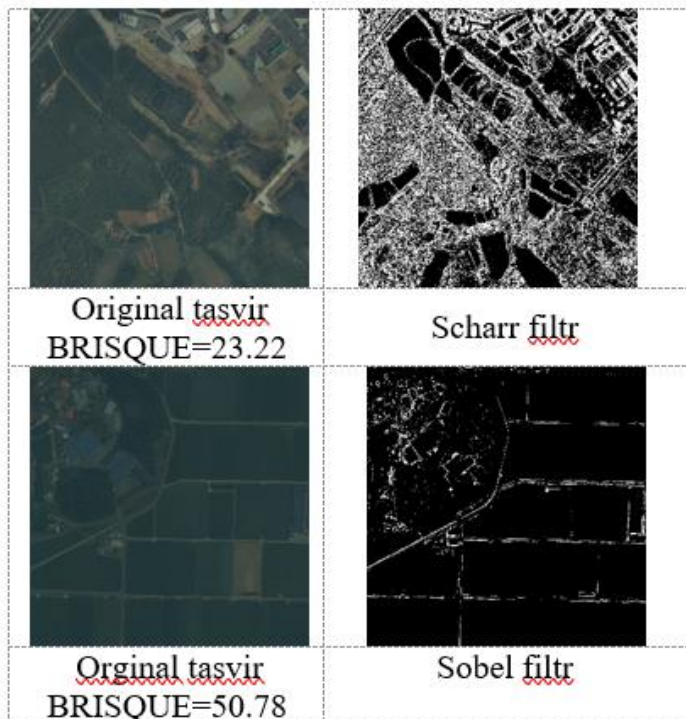 Original tasvir
BRISQUE=23.22
Scharr filtr
Orginal tasvir
BRISQUE=50.78
Sobel filtr